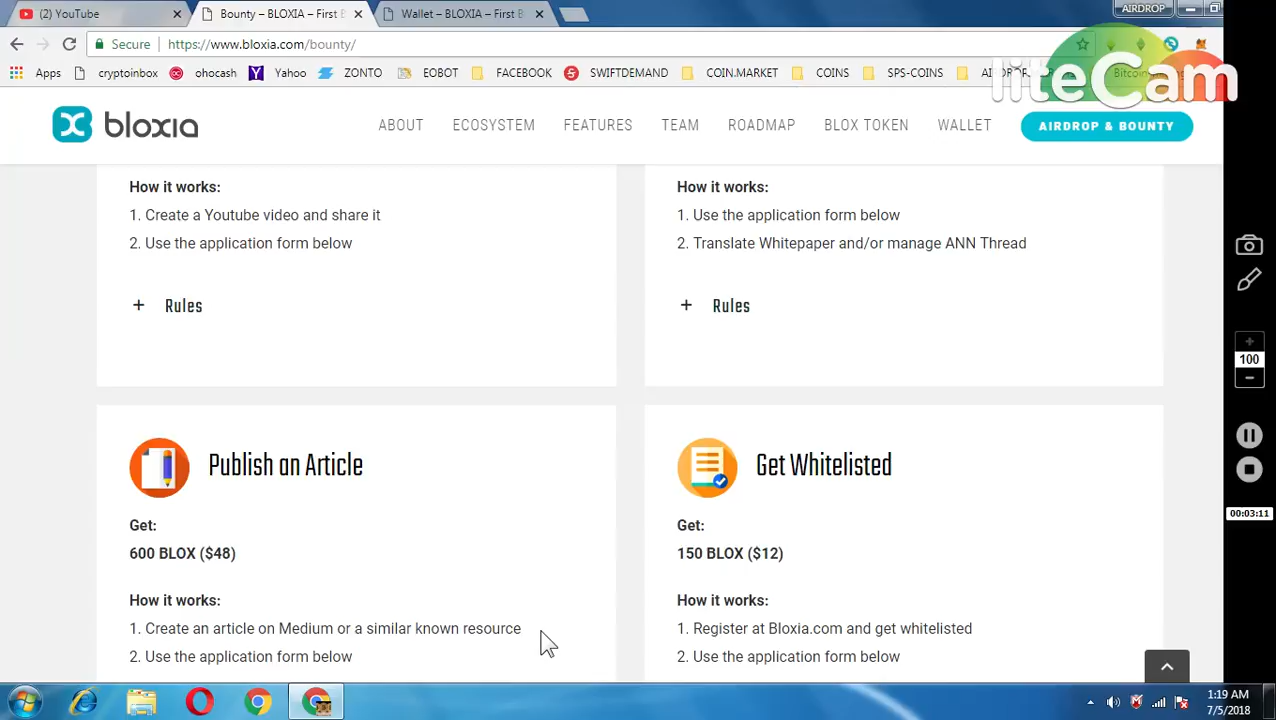 (2) YouTube
Bounty – BLOXIA – First B
Wallet – BLOXIA – First B
AIRDROP
Secure
https://www.bloxia.com/bounty/
Apps
cryptoinbox
ohocash
Yahoo
ZONTO
EOBOT
FACEBOOK
SWIFTDEMAND
COIN.MARKET
COINS
SPS-COINS
liteCam
bloxia
ABOUT
ECOSYSTEM
FEATURES
TEAM
ROADMAP
BLOX TOKEN
WALLET
AIRDROP & BOUNTY
How it works:
1. Create a Youtube video and share it
2. Use the application form below
+ Rules
How it works:
1. Use the application form below
2. Translate Whitepaper and/or manage ANN Thread
+ Rules
Publish an Article
Get:
600 BLOX ($48)
How it works:
1. Create an article on Medium or a similar known resource
2. Use the application form below
Get Whitelisted
Get:
150 BLOX ($12)
How it works:
1. Register at Bloxia.com and get whitelisted
2. Use the application form below
100
00:03:11
1:19 AM
7/5/2018